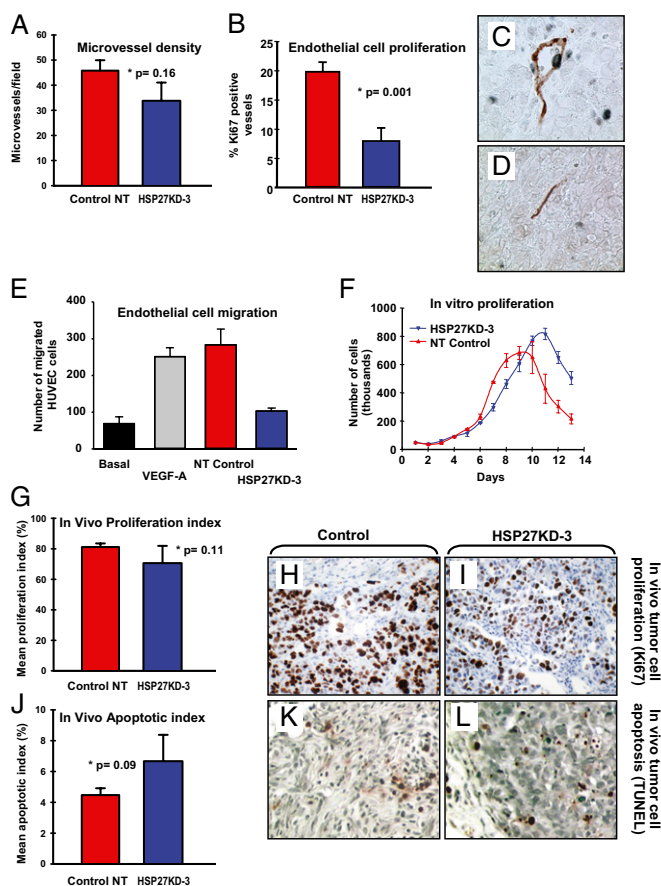 A
Microvessel density
Microvessels/field
60
50
40
30
20
10
0
* p= 0.16
Control NT
HSP27KD-3
B
Endothelial cell proliferation
% Ki67 positive
vessels
25
20
15
10
5
0
* p= 0.001
Control NT
HSP27KD-3
C
D
E
Endothelial cell migration
Number of migrated
HUVEC cells
400
300
200
100
0
Basal
VEGF-A
NT Control
HSP27KD-3
F
In vitro proliferation
HSP27KD-3
NT Control
Number of cells
(thousands)
1000
800
600
400
200
0
0 2 4 6 8 10 12 14
Days
G
In Vivo Proliferation index
Mean proliferation index (%)
100
80
60
40
20
0
* p= 0.11
Control NT
HSP27KD-3
Control
HSP27KD-3
H
I
In vivo tumor cell
proliferation (Ki67)
J
In Vivo Apoptotic index
Mean apoptotic index (%)
10
8
6
4
2
0
* p= 0.09
Control NT
HSP27KD-3
K
L
In vivo tumor cell
apoptosis (TUNEL)